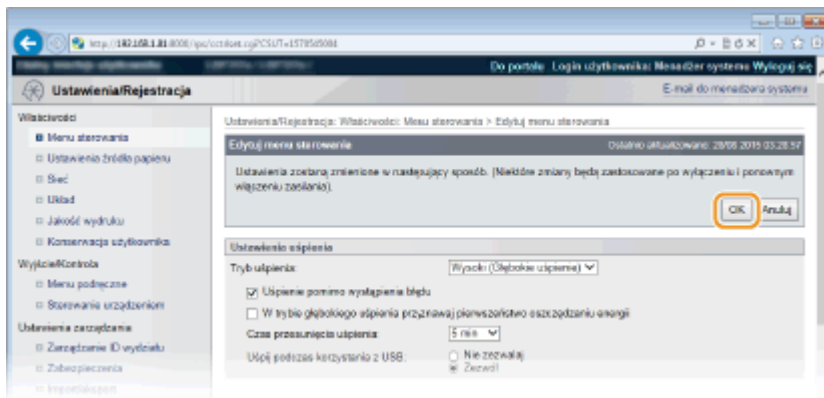 Do portalu Login użytkownika: Menedżer systemu Wyloguj się
Ustawienia/Rejestracja
E-mail do menedżera systemu
Właściwości
Menu sterowania
Ustawienia źródła papieru
Sieć
Układ
Jakość wydruku
Konserwacja użytkownika
Wyjście/Kontrola
Menu podręczne
Sterowanie urządzeniem
Ustawienia zarządzania
Zarządzanie ID wydziału
Zabezpieczenia
Import/eksport
Ustawienia/Rejestracja: Właściwości: Menu sterowania > Edytuj menu sterowania
Edytuj menu sterowania
Ostatnio aktualizowane: 28/08 2015 03:28:57
Ustawienia zostaną zmienione w następujący sposób. (Niektóre zmiany będą zastosowane po wyłączeniu i ponownym
włączeniu zasilania).
OK Anuluj
Ustawienia uśpienia
Tryb uśpienia: Wysoki (Głębokie uśpienie)
Uśpienie pomimo wystąpienia błędu
W trybie głębokiego uśpienia przyznawaj pierwszeństwo oszczędzaniu energii
Czas przesunięcia uśpienia: 5 min
Uśpij podczas korzystania z USB: Nie zezwalaj
Zezwól